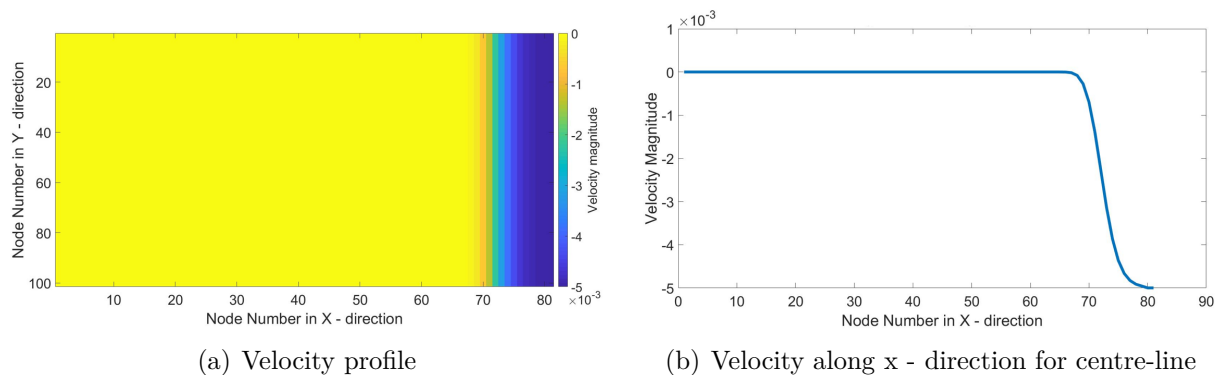 20
40
60
80
100
10 20 30 40 50 60 70 80
Node Number in X - direction
Node Number in Y - direction
0
-1
-2
-3
-4
-5
×10⁻³
Velocity magnitude
(a) Velocity profile
×10⁻³
1
0
-1
-2
-3
-4
-5
0 10 20 30 40 50 60 70 80 90
Node Number in X - direction
Velocity Magnitude
(b) Velocity along x - direction for centre-line